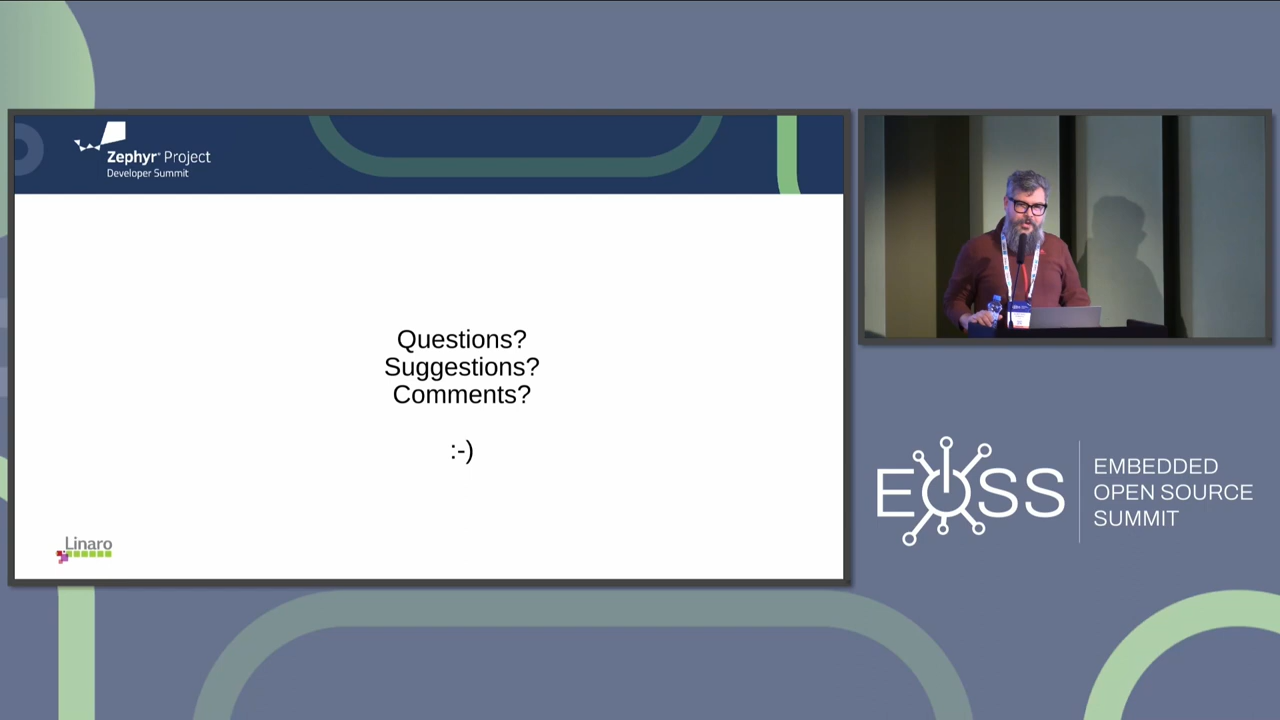 Zephyr® Project
Developer Summit
Questions?
Suggestions?
Comments?
:-)
Linaro
EOSS
EMBEDDED
OPEN SOURCE
SUMMIT